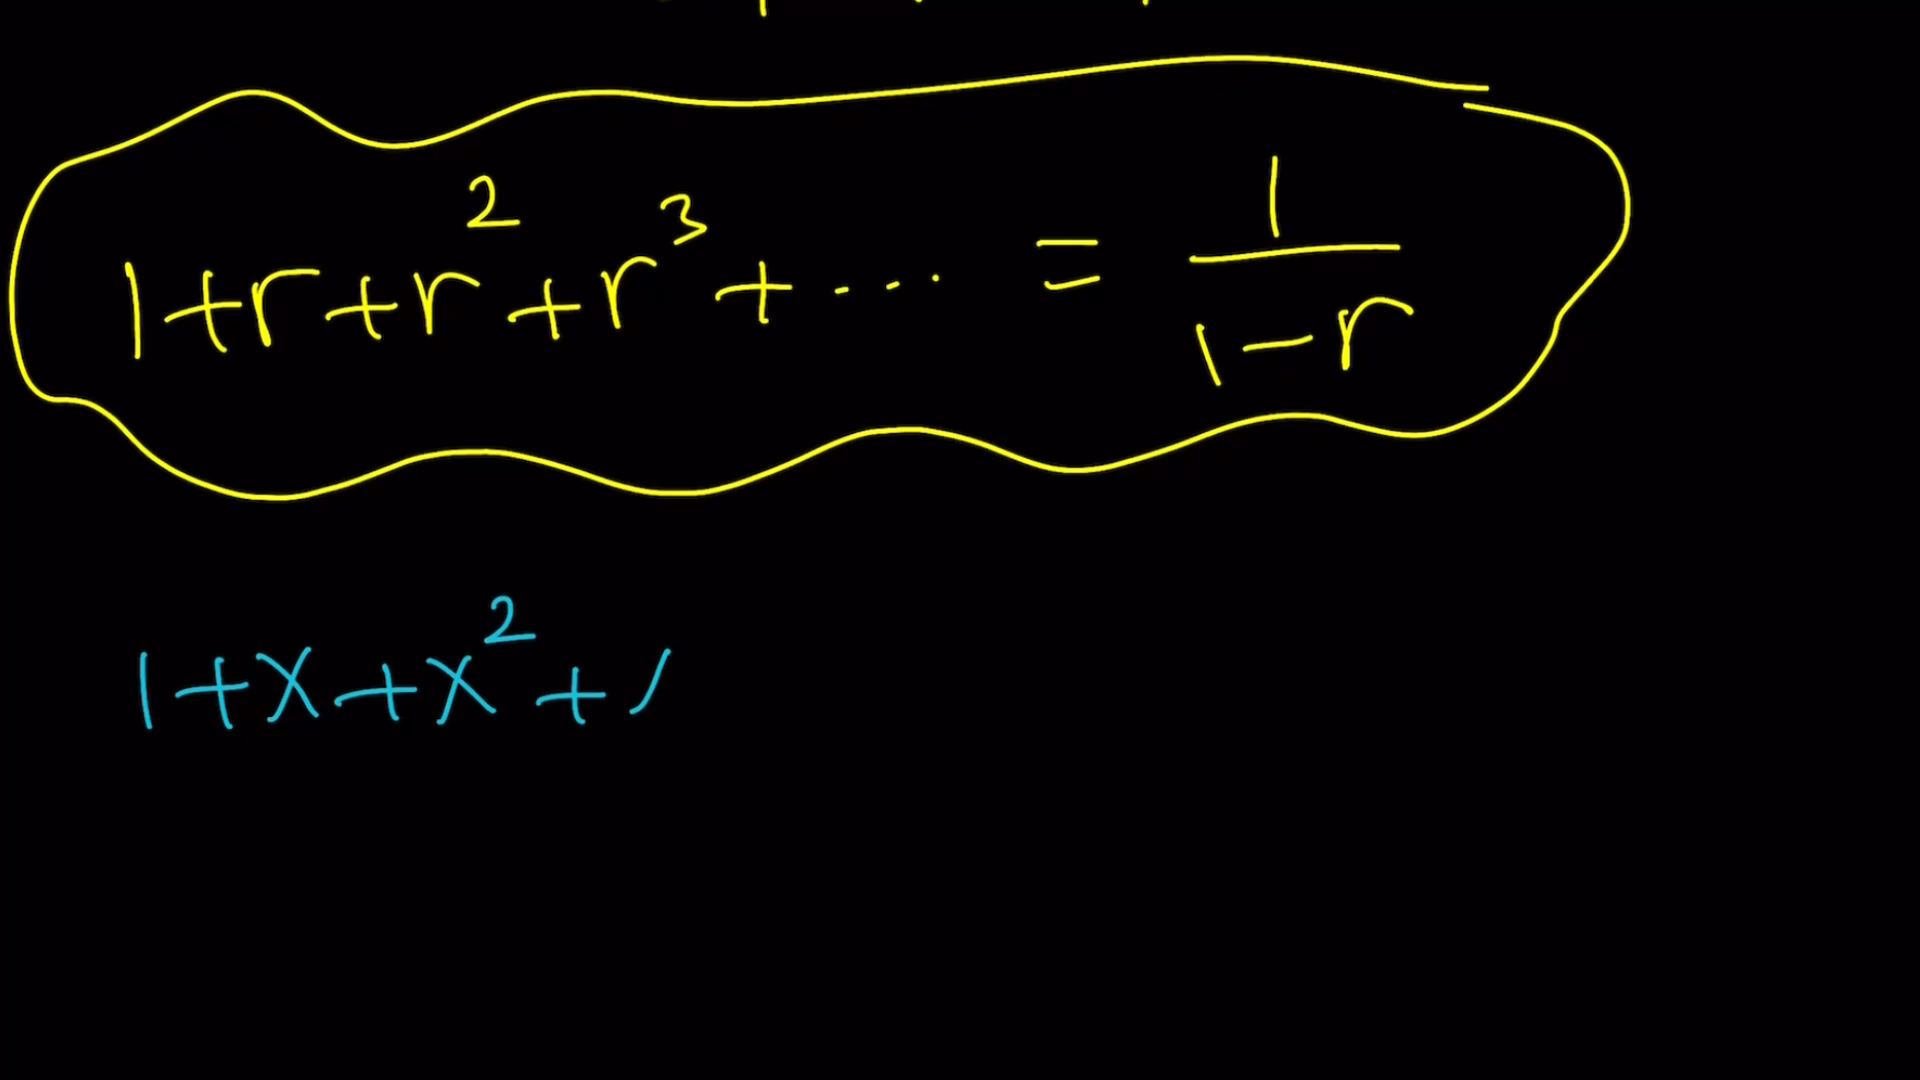 1+r+r²+r³+... = 1/(1-r)
1+x+x²+/